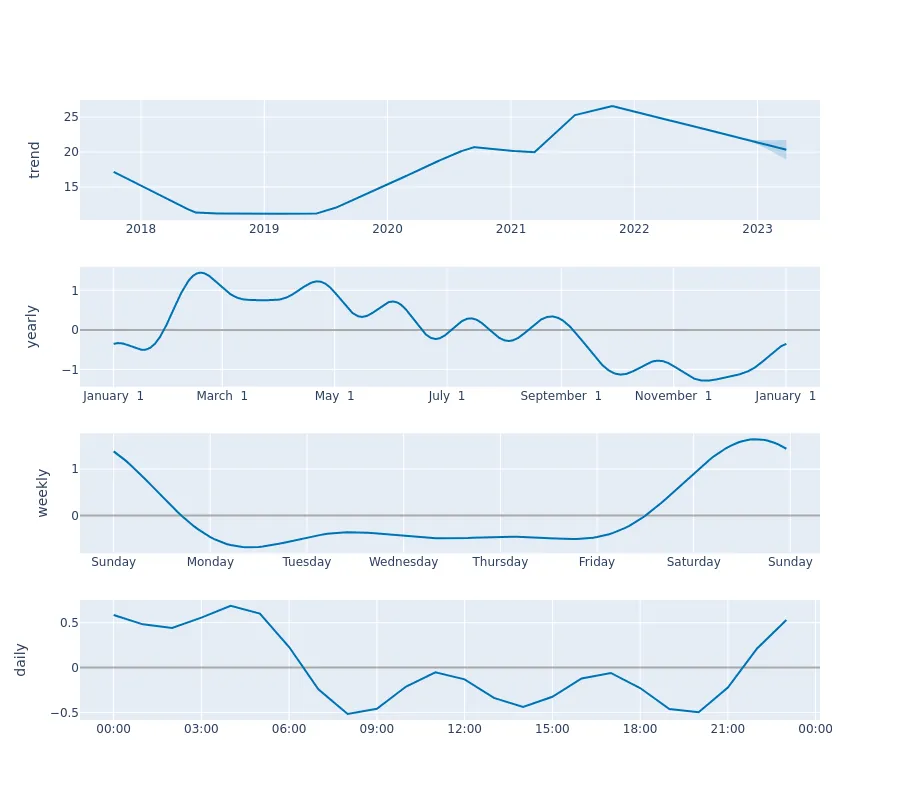 trend
25
20
15
2018 2019 2020 2021 2022 2023
yearly
1
0
−1
January 1 March 1 May 1 July 1 September 1 November 1 January 1
weekly
1
0
Sunday Monday Tuesday Wednesday Thursday Friday Saturday Sunday
daily
0.5
0
−0.5
00:00 03:00 06:00 09:00 12:00 15:00 18:00 21:00 00:00